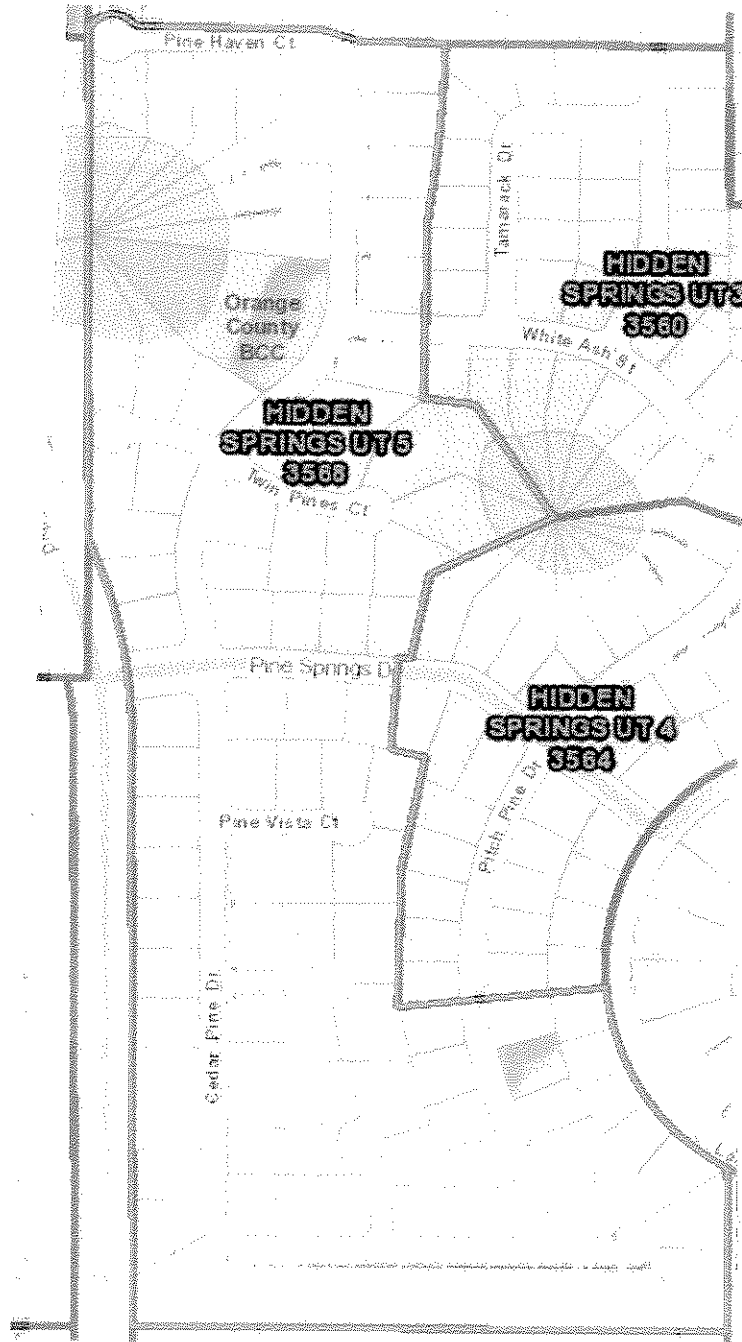 Pine Haven Ct
Tamarack Dr
HIDDEN
SPRINGS UT 3
3560
Orange
County
BCC
White Ash St
HIDDEN
SPRINGS UT 5
3568
Twin Pines Ct
Pine Springs Dr
HIDDEN
SPRINGS UT 4
3564
Pine Vista Ct
Pitch Pine Dr
Cedar Pine Dr